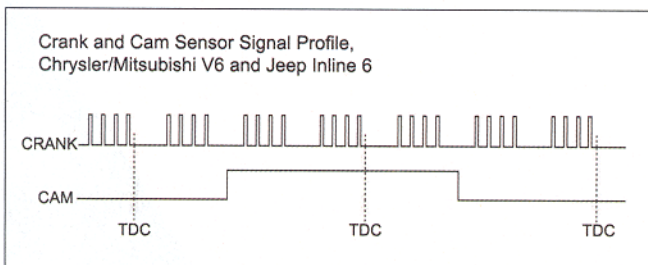 Crank and Cam Sensor Signal Profile,
Chrysler/Mitsubishi V6 and Jeep Inline 6
CRANK
CAM
TDC TDC TDC